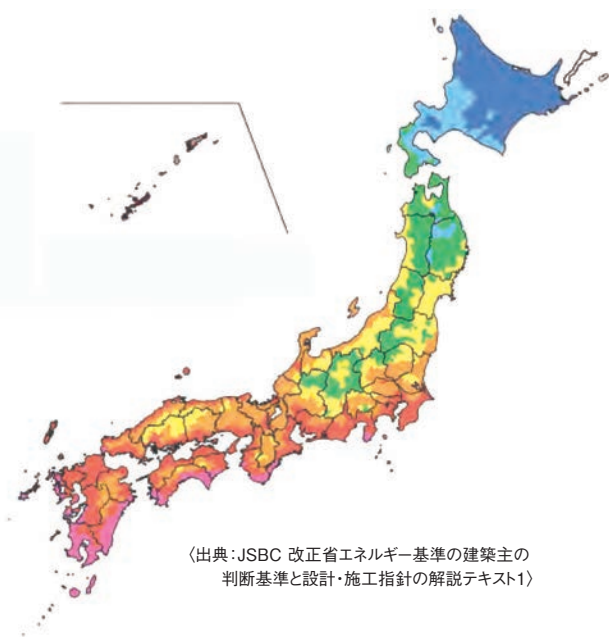 〈出典：JSBC 改正省エネルギー基準の建築主の
判断基準と設計・施工指針の解説テキスト1〉